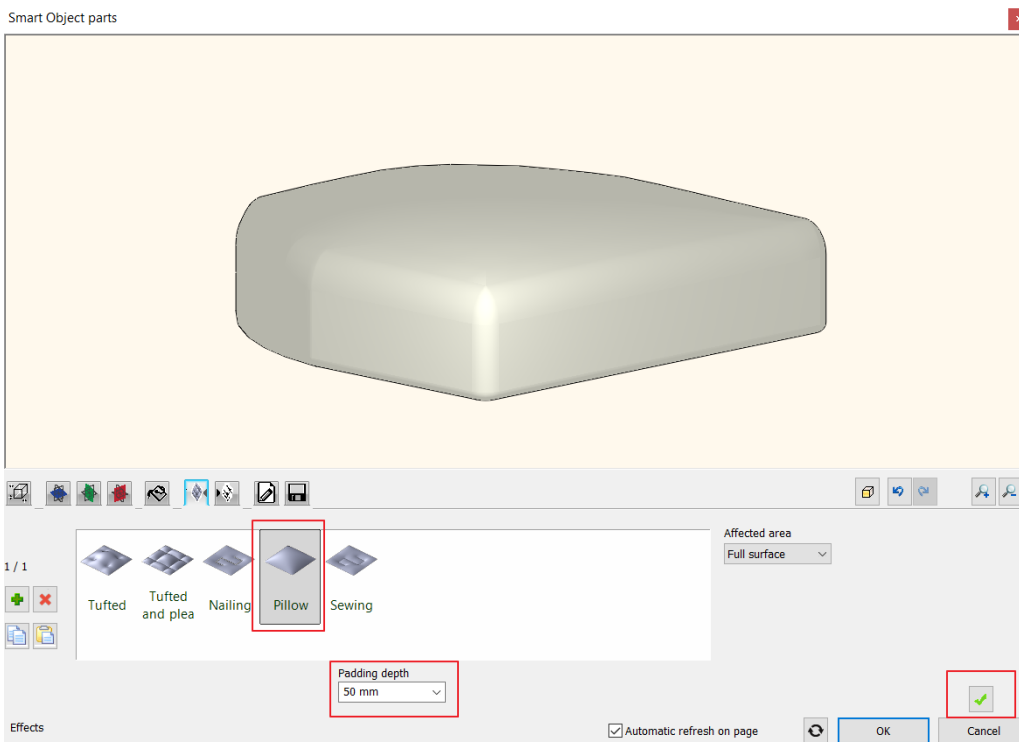 Smart Object parts
Affected area
Full surface
1 / 1
Tufted
Tufted
and plea
Nailing
Pillow
Sewing
Padding depth
50 mm
Effects
Automatic refresh on page
OK
Cancel